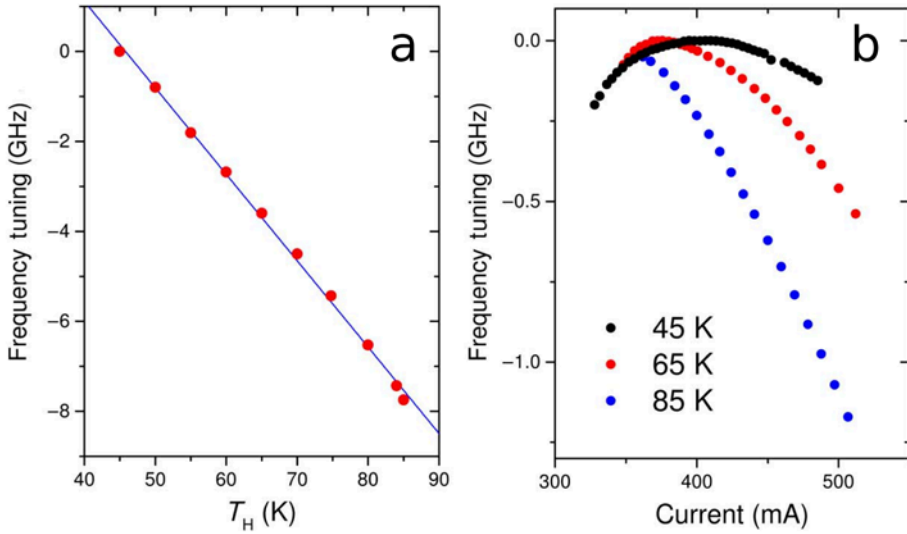 a
Frequency tuning (GHz)
0
−2
−4
−6
−8
40 50 60 70 80 90
T_H (K)
b
Frequency tuning (GHz)
0.0
−0.5
−1.0
45 K
65 K
85 K
300 400 500
Current (mA)